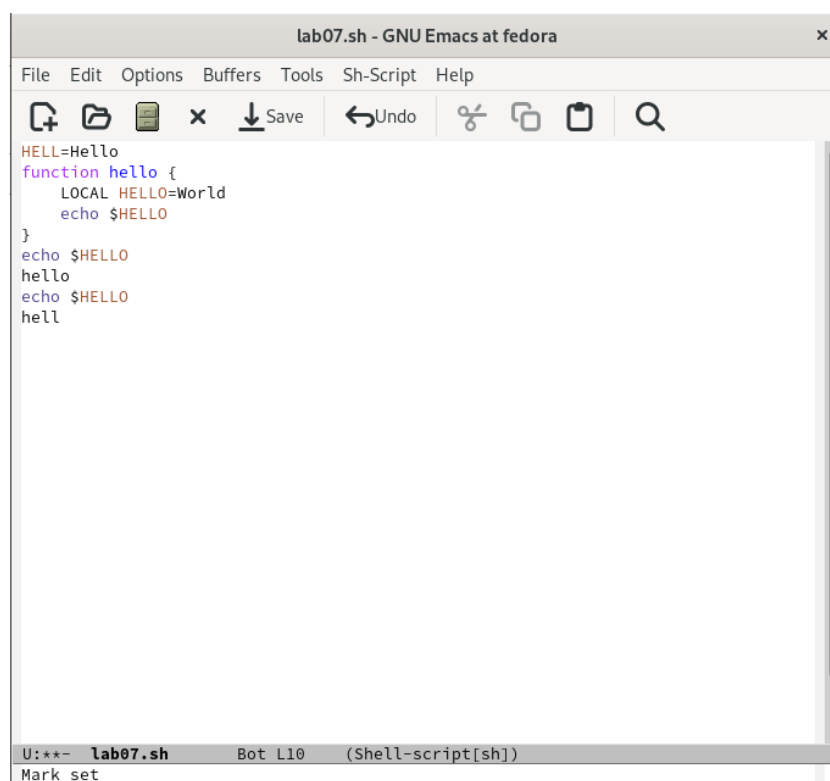 lab07.sh - GNU Emacs at fedora ×
File Edit Options Buffers Tools Sh-Script Help
Save Undo
HELL=Hello
function hello {
    LOCAL HELLO=World
    echo $HELLO
}
echo $HELLO
hello
echo $HELLO
hell
U:**- lab07.sh Bot L10 (Shell-script[sh])
Mark set